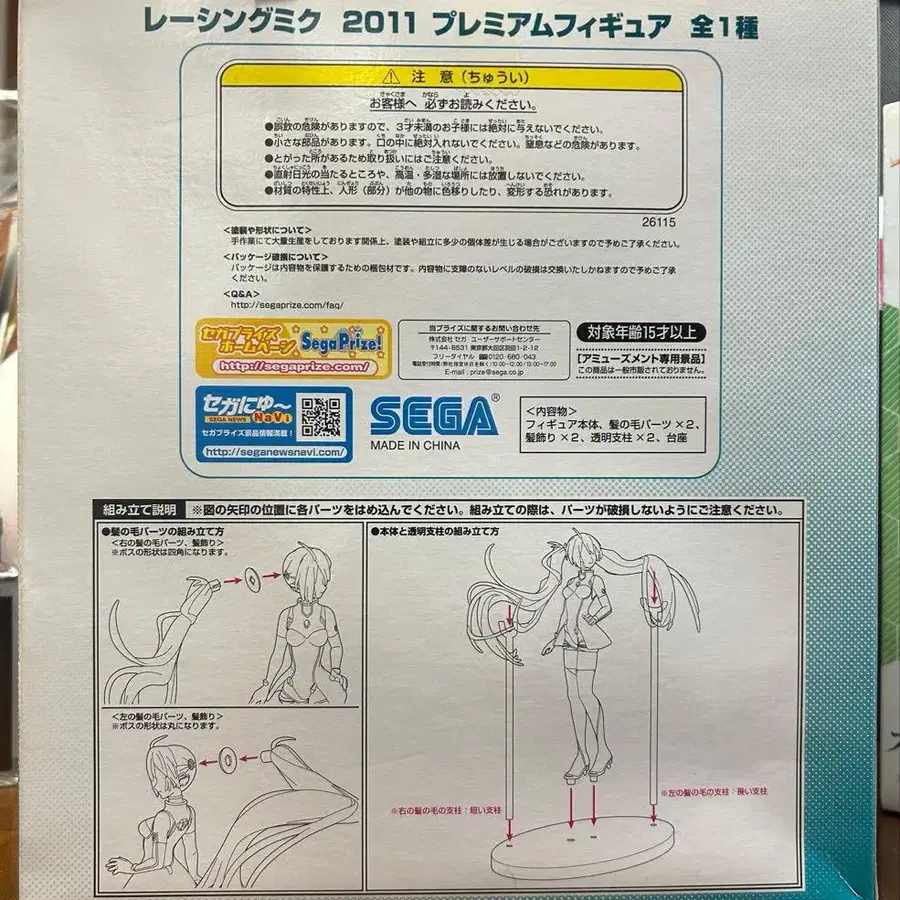 レーシングミク 2011 プレミアムフィギュア 全1種
⚠ 注 意（ちゅうい）
お客様へ 必ずお読みください。
●誤飲の危険がありますので、3才未満のお子様には絶対に与えないでください。
●小さな部品があります。口の中に絶対入れないでください。窒息などの危険があります。
●とがった所があるため取り扱いにはご注意ください。
●直射日光の当たるところや、高温・多湿な場所には放置しないでください。
●材質の特性上、人形（部分）が他の物に色移りしたり、変形する恐れがあります。
26115
＜塗装や形状について＞
手作業にて大量生産をしております関係上、塗装や組立に多少の個体差が生じる場合がございますので予めご了承ください。
＜パッケージ破損について＞
パッケージは内容物を保護するための梱包材です。内容物に支障のないレベルの破損は交換いたしかねますので予めご了承
ください。
＜Q&A＞
http://segaprize.com/faq/
セガプライズ
ホームページ
SegaPrize!
http://segaprize.com/
当プライズに関するお問い合わせ先
株式会社 セガ ユーザーサポートセンター
〒144-8531 東京都大田区羽田1-2-12
フリーダイヤル 0120-680-043
電話受付時間（弊社指定休日を除く）10:00-12:00／13:00-17:00
E-mail : prize@sega.co.jp
対象年齢15才以上
【アミューズメント専用景品】
この商品は一般市販されておりません。
セガにゅ〜
SEGA NEWS NaVi
セガプライズ景品情報満載！
http://seganewsnavi.com/
SEGA®
MADE IN CHINA
＜内容物＞
フィギュア本体、髪の毛パーツ×2、
髪飾り×2、透明支柱×2、台座
組み立て説明 ※図の矢印の位置に各パーツをはめ込んでください。組み立ての際は、パーツが破損しないようにご注意ください。
●髪の毛パーツの組み立て方
＜右の髪の毛パーツ、髪飾り＞
※ボスの形状は四角になります。
＜左の髪の毛パーツ、髪飾り＞
※ボスの形状は丸になります。
●本体と透明支柱の組み立て方
※右の髪の毛の支柱：短い支柱
※左の髪の毛の支柱：長い支柱